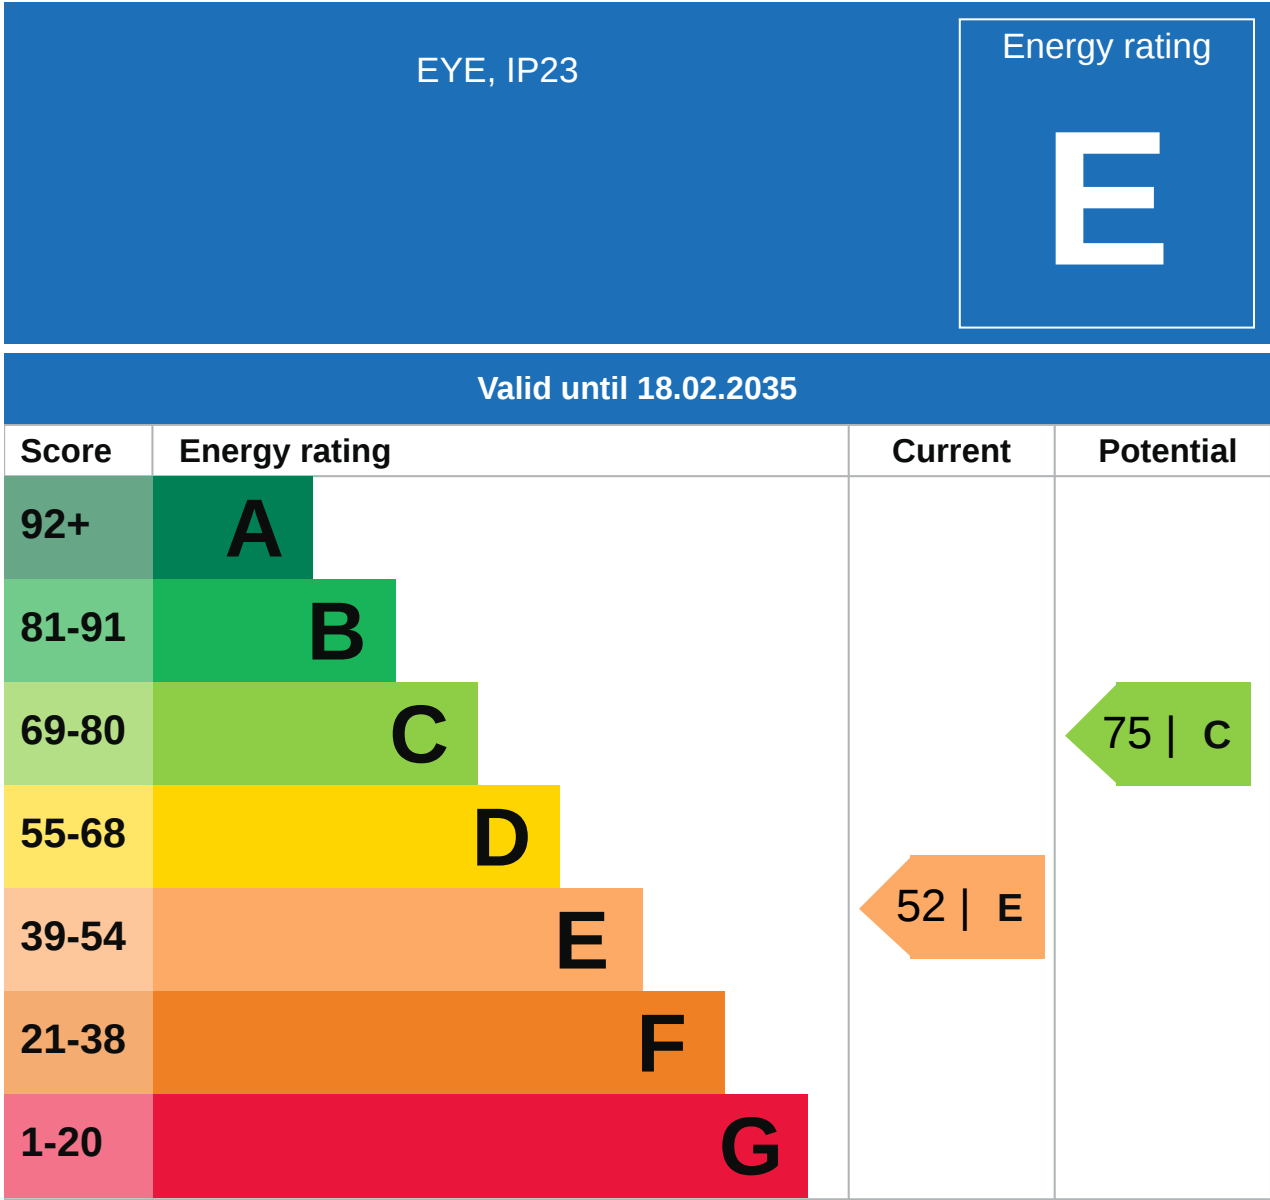 EYE, IP23
Energy rating
E
Valid until 18.02.2035
Score Energy rating Current Potential
92+ A
81-91 B
69-80 C
75 | C
55-68 D
39-54 E
52 | E
21-38 F
1-20 G